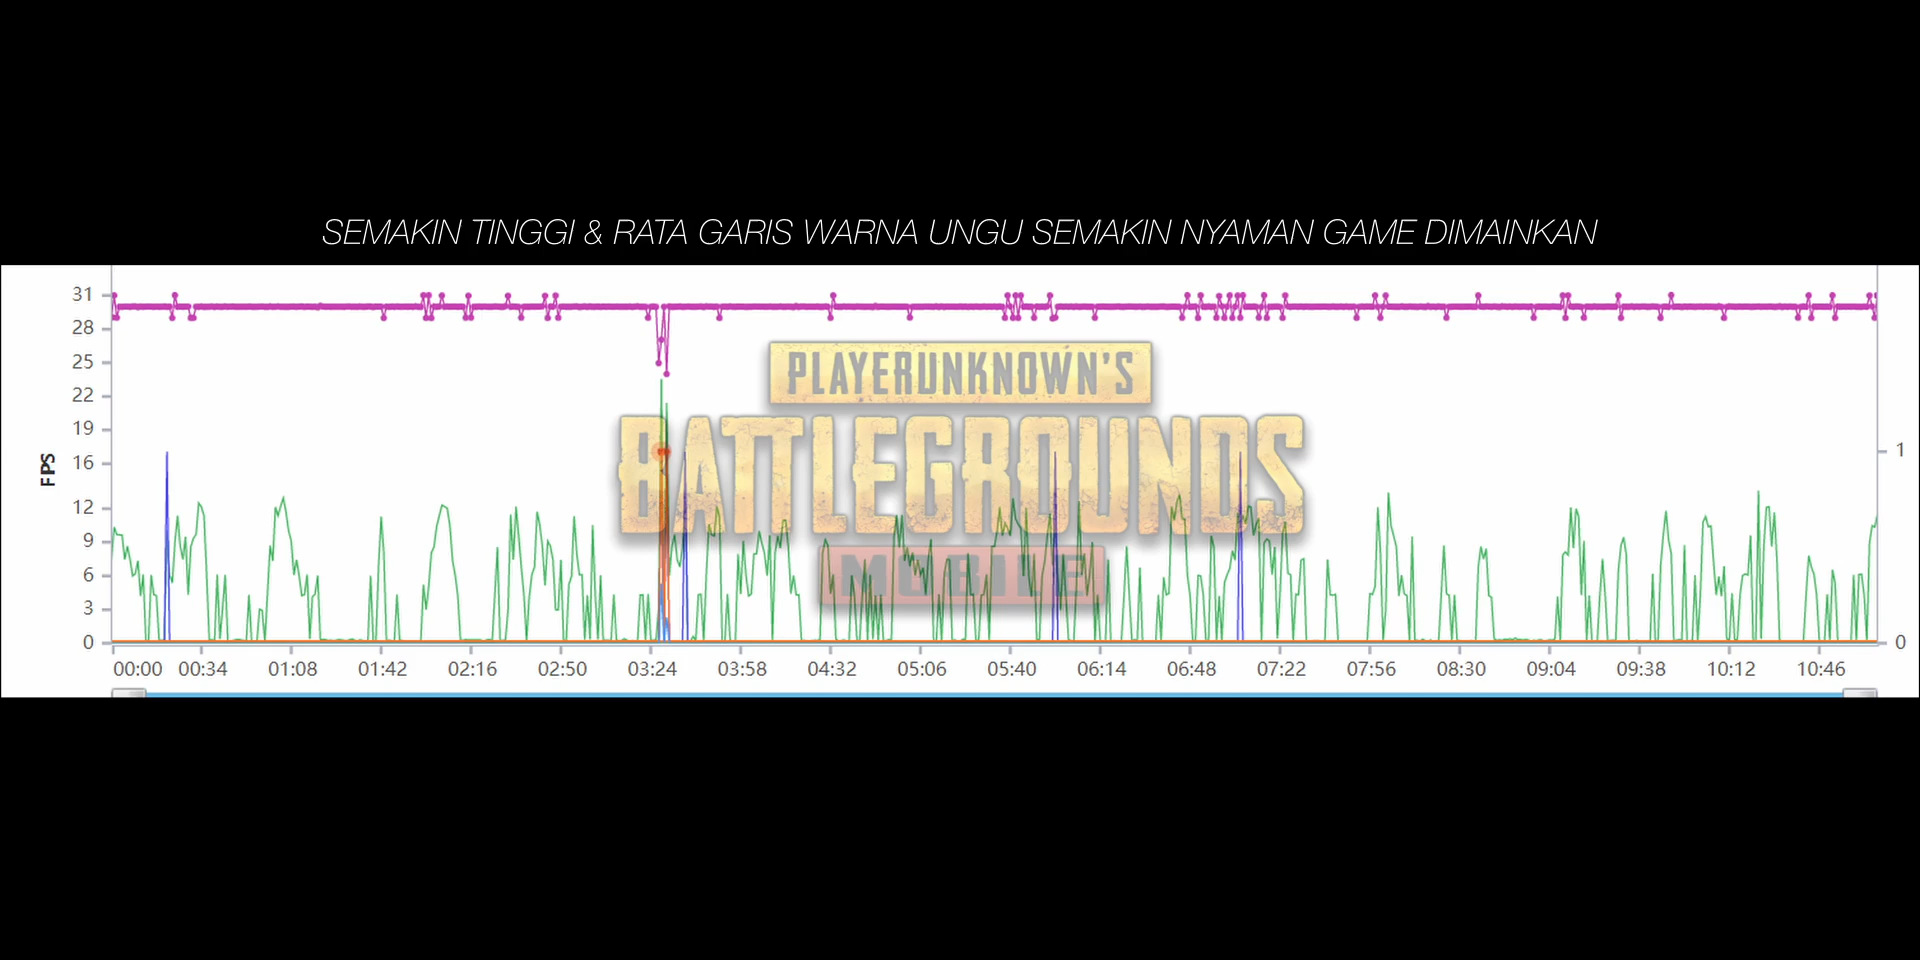 SEMAKIN TINGGI & RATA GARIS WARNA UNGU SEMAKIN NYAMAN GAME DIMAINKAN
31
28
25
22
19
16
12
9
6
3
0
FPS
PLAYERUNKNOWN'S
BATTLEGROUNDS
MOBILE
1
0
00:00 00:34 01:08 01:42 02:16 02:50 03:24 03:58 04:32 05:06 05:40 06:14 06:48 07:22 07:56 08:30 09:04 09:38 10:12 10:46